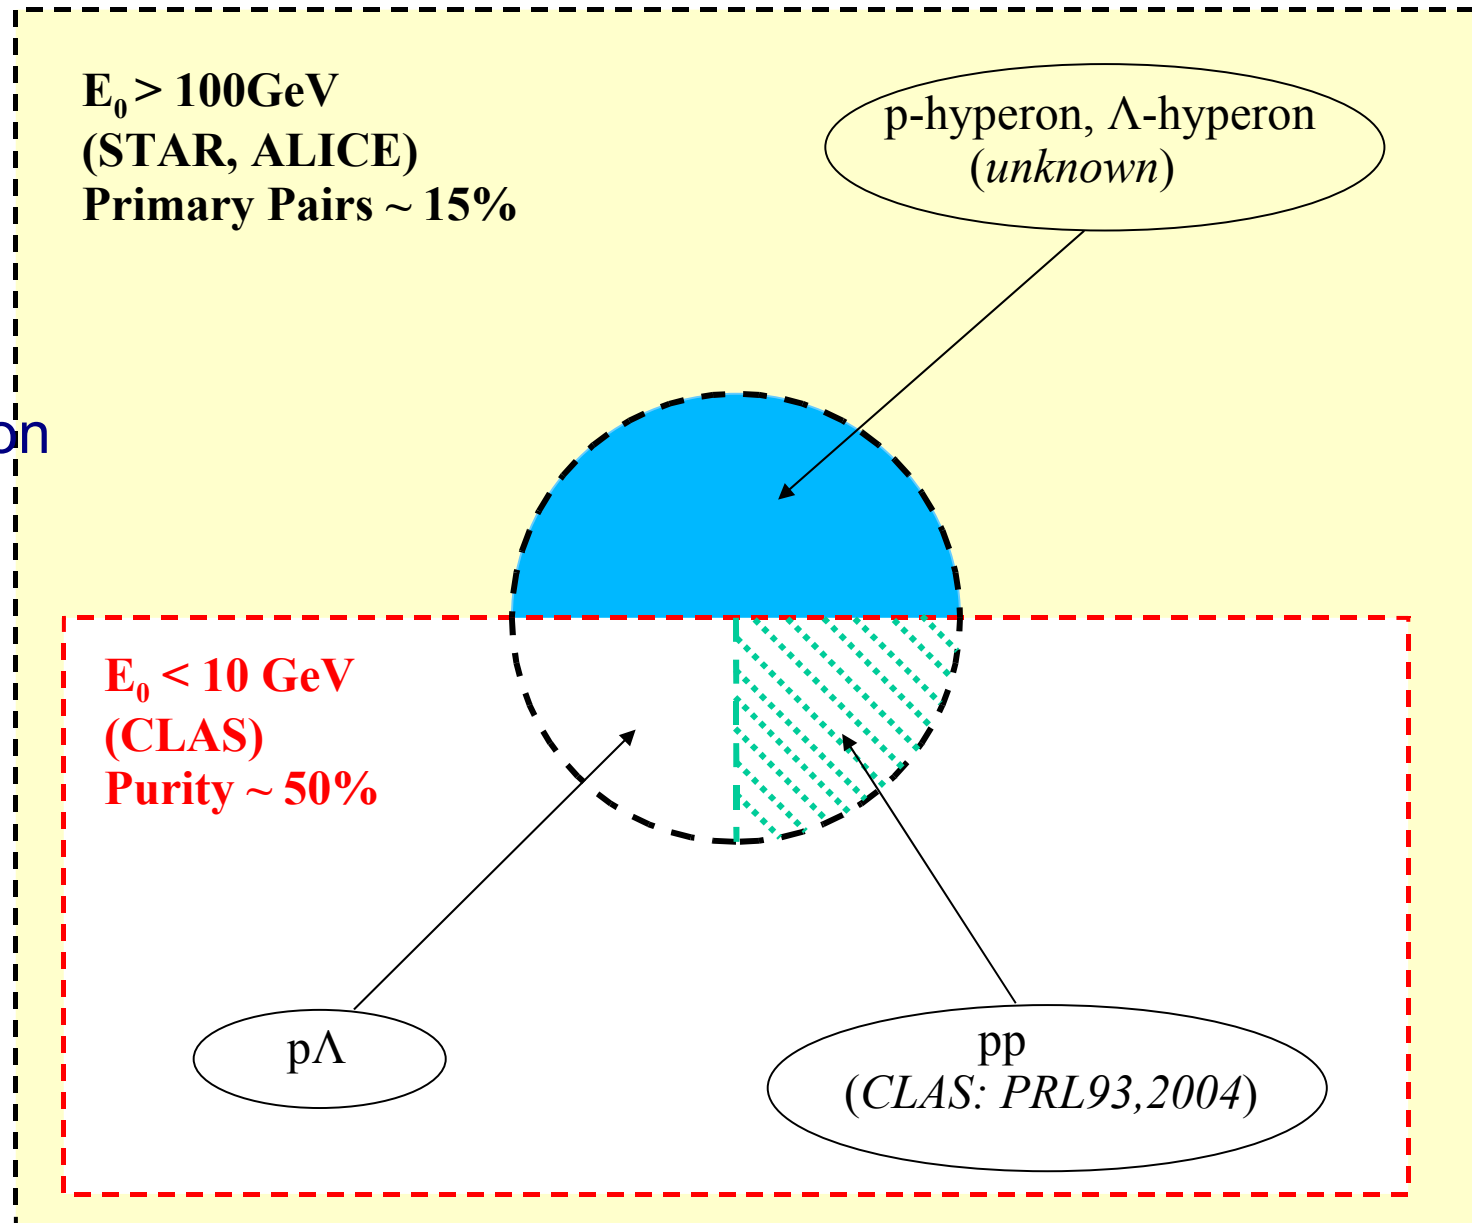 E₀ > 100GeV
(STAR, ALICE)
Primary Pairs ~ 15%
p-hyperon, Λ-hyperon
(unknown)
on
E₀ < 10 GeV
(CLAS)
Purity ~ 50%
pΛ
pp
(CLAS: PRL93,2004)